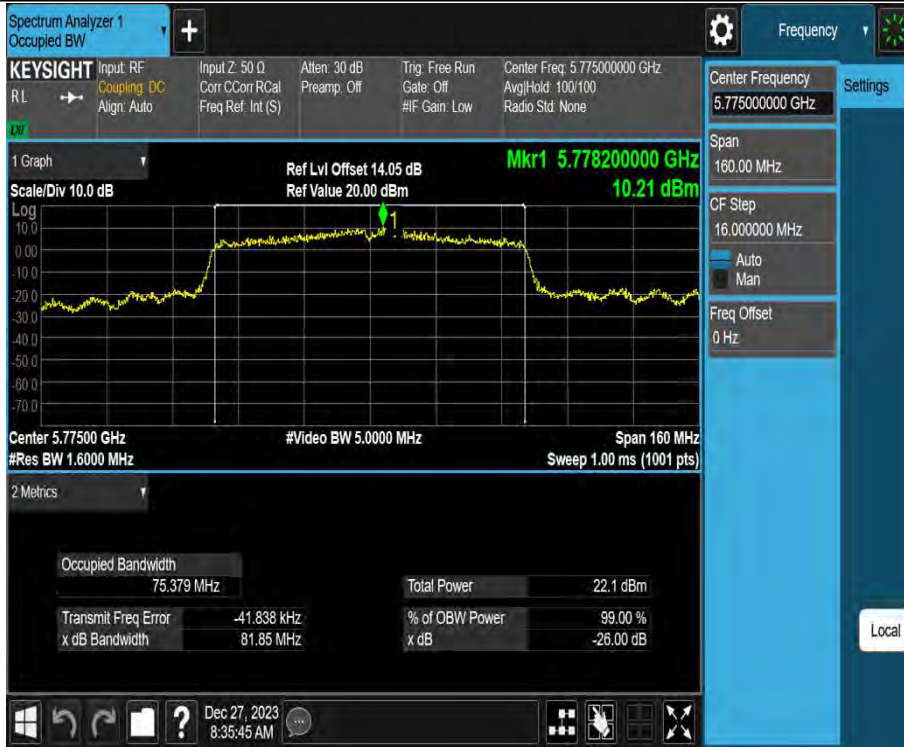 Spectrum Analyzer 1
Occupied BW
+
Frequency
KEYSIGHT
RL
Input: RF
Coupling: DC
Align: Auto
Input Z: 50 Ω
Corr CCorr RCal
Freq Ref: Int (S)
Atten: 30 dB
Preamp: Off
Trig: Free Run
Gate: Off
#IF Gain: Low
Center Freq: 5.775000000 GHz
Avg|Hold: 100/100
Radio Std: None
LXI
1 Graph
Scale/Div 10.0 dB
Ref Lvl Offset 14.05 dB
Ref Value 20.00 dBm
Mkr1 5.778200000 GHz
10.21 dBm
Log
10.0
0.00
-10.0
-20.0
-30.0
-40.0
-50.0
-60.0
-70.0
1
Center 5.77500 GHz
#Res BW 1.6000 MHz
#Video BW 5.0000 MHz
Span 160 MHz
Sweep 1.00 ms (1001 pts)
2 Metrics
Occupied Bandwidth
75.379 MHz
Transmit Freq Error -41.838 kHz
x dB Bandwidth 81.85 MHz
Total Power 22.1 dBm
% of OBW Power 99.00 %
x dB -26.00 dB
Center Frequency
5.775000000 GHz
Span
160.00 MHz
CF Step
16.000000 MHz
Auto
Man
Freq Offset
0 Hz
Settings
Local
?
Dec 27, 2023
8:35:45 AM